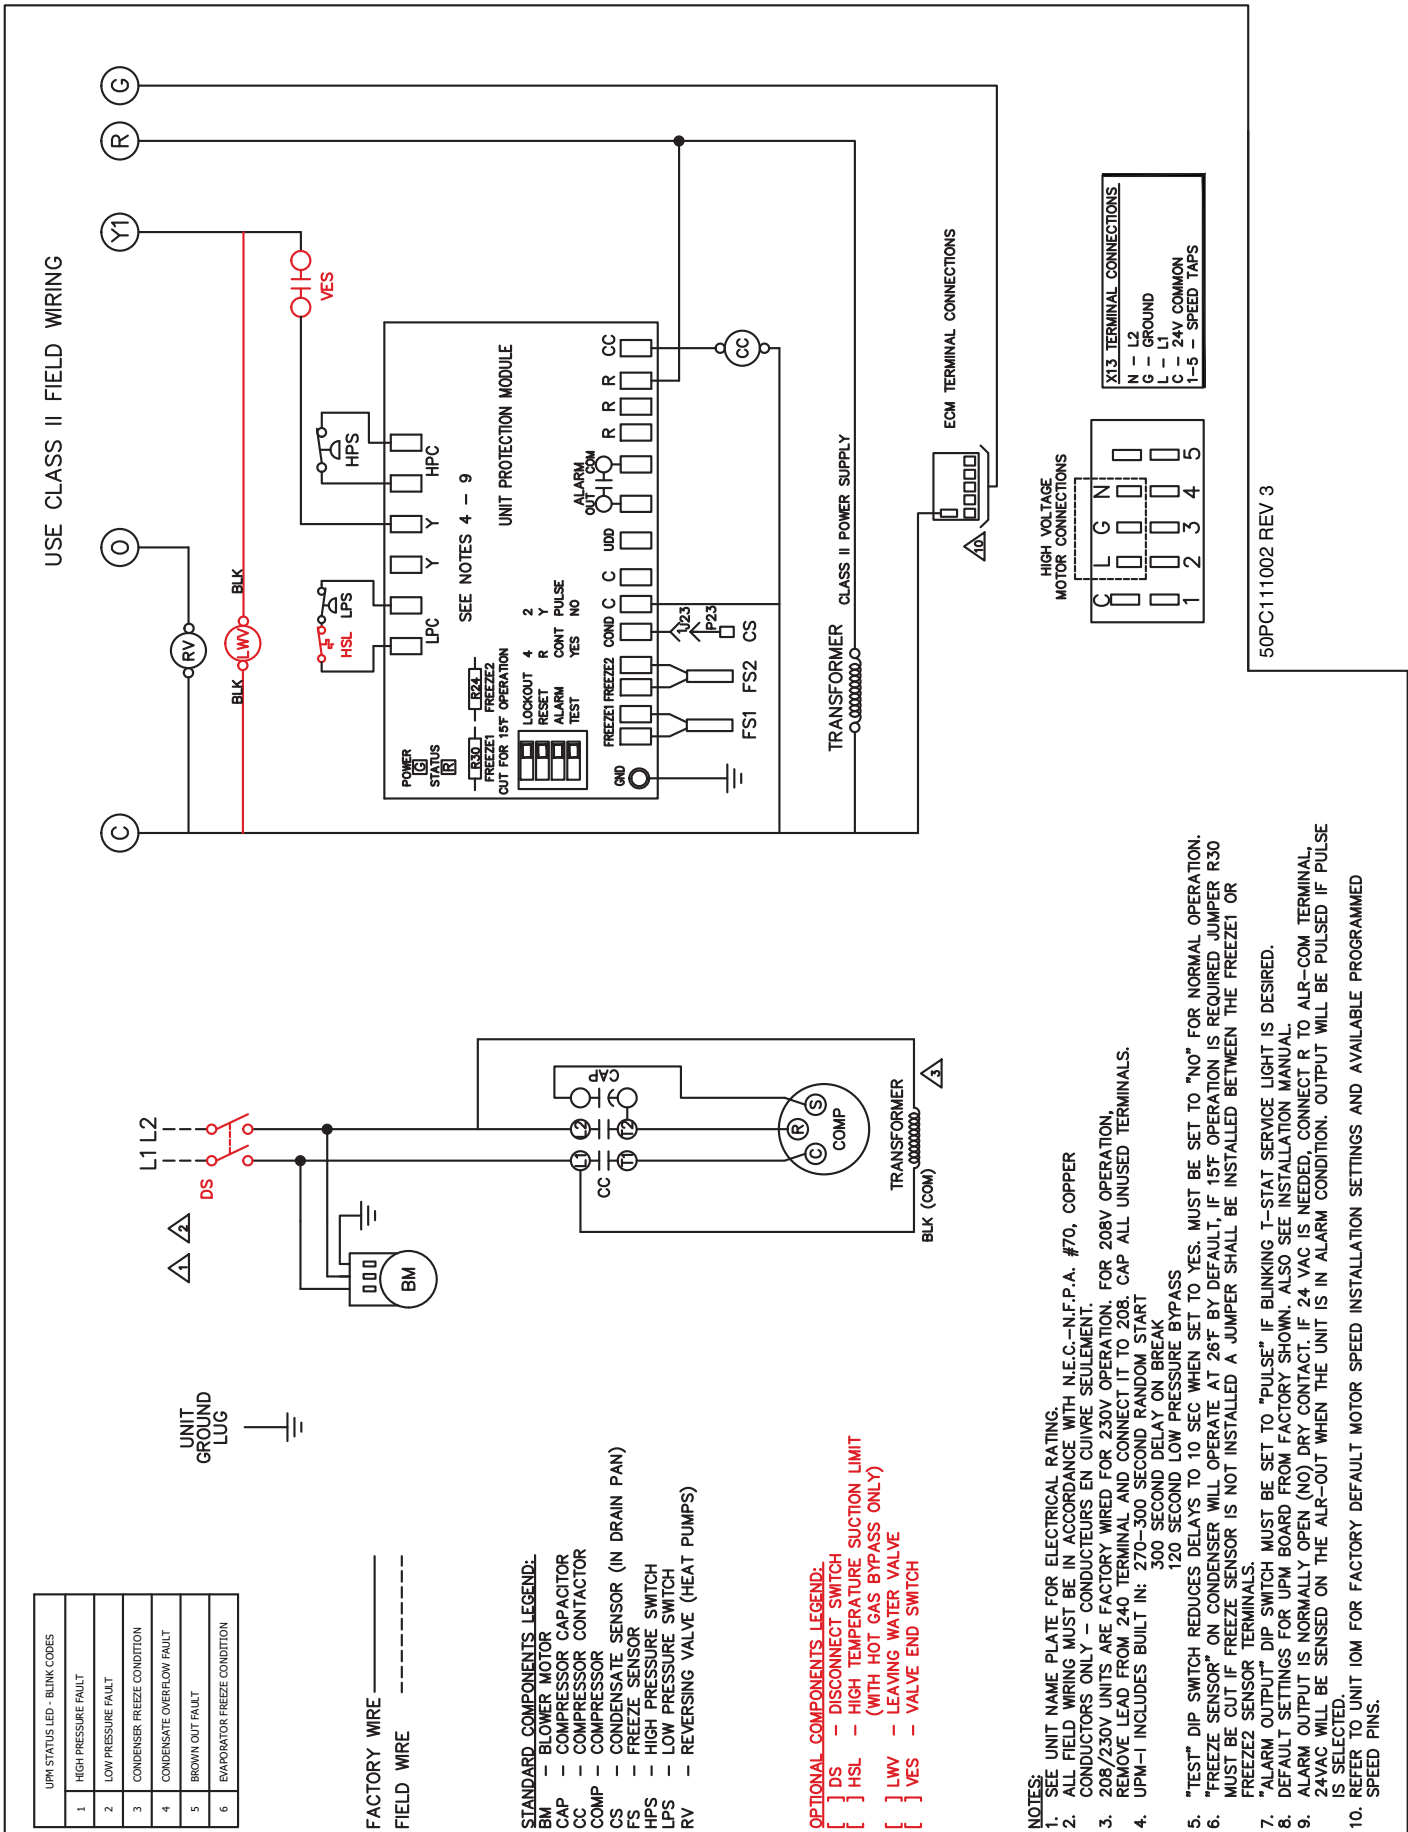 USE CLASS II FIELD WIRING
UPM STATUS LED - BLINK CODES
1 HIGH PRESSURE FAULT
2 LOW PRESSURE FAULT
3 CONDENSER FREEZE CONDITION
4 CONDENSATE OVERFLOW FAULT
5 BROWN OUT FAULT
6 EVAPORATOR FREEZE CONDITION
FACTORY WIRE
FIELD WIRE
STANDARD COMPONENTS LEGEND:
BM – BLOWER MOTOR
CAP – COMPRESSOR CAPACITOR
CC – COMPRESSOR CONTACTOR
COMP – COMPRESSOR
CS – CONDENSATE SENSOR (IN DRAIN PAN)
FS – FREEZE SENSOR
HPS – HIGH PRESSURE SWITCH
LPS – LOW PRESSURE SWITCH
RV – REVERSING VALVE (HEAT PUMPS)
OPTIONAL COMPONENTS LEGEND:
[ ] DS – DISCONNECT SWITCH
[ ] HSL – HIGH TEMPERATURE SUCTION LIMIT
(WITH HOT GAS BYPASS ONLY)
[ ] LWV – LEAVING WATER VALVE
[ ] VES – VALVE END SWITCH
NOTES:
1. SEE UNIT NAME PLATE FOR ELECTRICAL RATING.
2. ALL FIELD WIRING MUST BE IN ACCORDANCE WITH N.E.C.–N.F.P.A. #70, COPPER
CONDUCTORS ONLY – CONDUCTEURS EN CUIVRE SEULEMENT.
3. 208/230V UNITS ARE FACTORY WIRED FOR 230V OPERATION. FOR 208V OPERATION,
REMOVE LEAD FROM 240 TERMINAL AND CONNECT IT TO 208. CAP ALL UNUSED TERMINALS.
4. UPM–I INCLUDES BUILT IN: 270–300 SECOND RANDOM START
300 SECOND DELAY ON BREAK
120 SECOND LOW PRESSURE BYPASS
5. "TEST" DIP SWITCH REDUCES DELAYS TO 10 SEC WHEN SET TO YES. MUST BE SET TO "NO" FOR NORMAL OPERATION.
6. "FREEZE SENSOR" ON CONDENSER WILL OPERATE AT 26°F BY DEFAULT, IF 15°F OPERATION IS REQUIRED JUMPER R30
MUST BE CUT IF FREEZE SENSOR IS NOT INSTALLED A JUMPER SHALL BE INSTALLED BETWEEN THE FREEZE1 OR
FREEZE2 SENSOR TERMINALS.
7. "ALARM OUTPUT" DIP SWITCH MUST BE SET TO "PULSE" IF BLINKING T–STAT SERVICE LIGHT IS DESIRED.
8. DEFAULT SETTINGS FOR UPM BOARD FROM FACTORY SHOWN. ALSO SEE INSTALLATION MANUAL.
9. ALARM OUTPUT IS NORMALLY OPEN (NO) DRY CONTACT. IF 24 VAC IS NEEDED, CONNECT R TO ALR–COM TERMINAL,
24VAC WILL BE SENSED ON THE ALR–OUT WHEN THE UNIT IS IN ALARM CONDITION. OUTPUT WILL BE PULSED IF PULSE
IS SELECTED.
10. REFER TO UNIT IOM FOR FACTORY DEFAULT MOTOR SPEED INSTALLATION SETTINGS AND AVAILABLE PROGRAMMED
SPEED PINS.
UNIT
GROUND
LUG
1
2
L1 L2
DS
BM
CC
L1
L2
T1
T2
CAP
C
R
S
COMP
TRANSFORMER
3
BLK (COM)
C
O
Y1
R
G
RV
BLK
LWV
BLK
VES
HSL
LPS
HPS
LPC
Y
Y
HPC
SEE NOTES 4 – 9
UNIT PROTECTION MODULE
POWER
G
STATUS
R
R30
R24
FREEZE1 FREEZE2
CUT FOR 15°F OPERATION
LOCKOUT 4 2
RESET R Y
ALARM CONT PULSE
TEST YES NO
ALARM
OUT COM
GND
FREEZE1
FREEZE2
COND
C
C
UDD
R
R
R
CC
J23
P23
FS1
FS2
CS
CC
TRANSFORMER
CLASS II POWER SUPPLY
ECM TERMINAL CONNECTIONS
10
HIGH VOLTAGE
MOTOR CONNECTIONS
C L G N
1 2 3 4 5
X13 TERMINAL CONNECTIONS
N – L2
G – GROUND
L – L1
C – 24V COMMON
1–5 – SPEED TAPS
50PC111002 REV 3